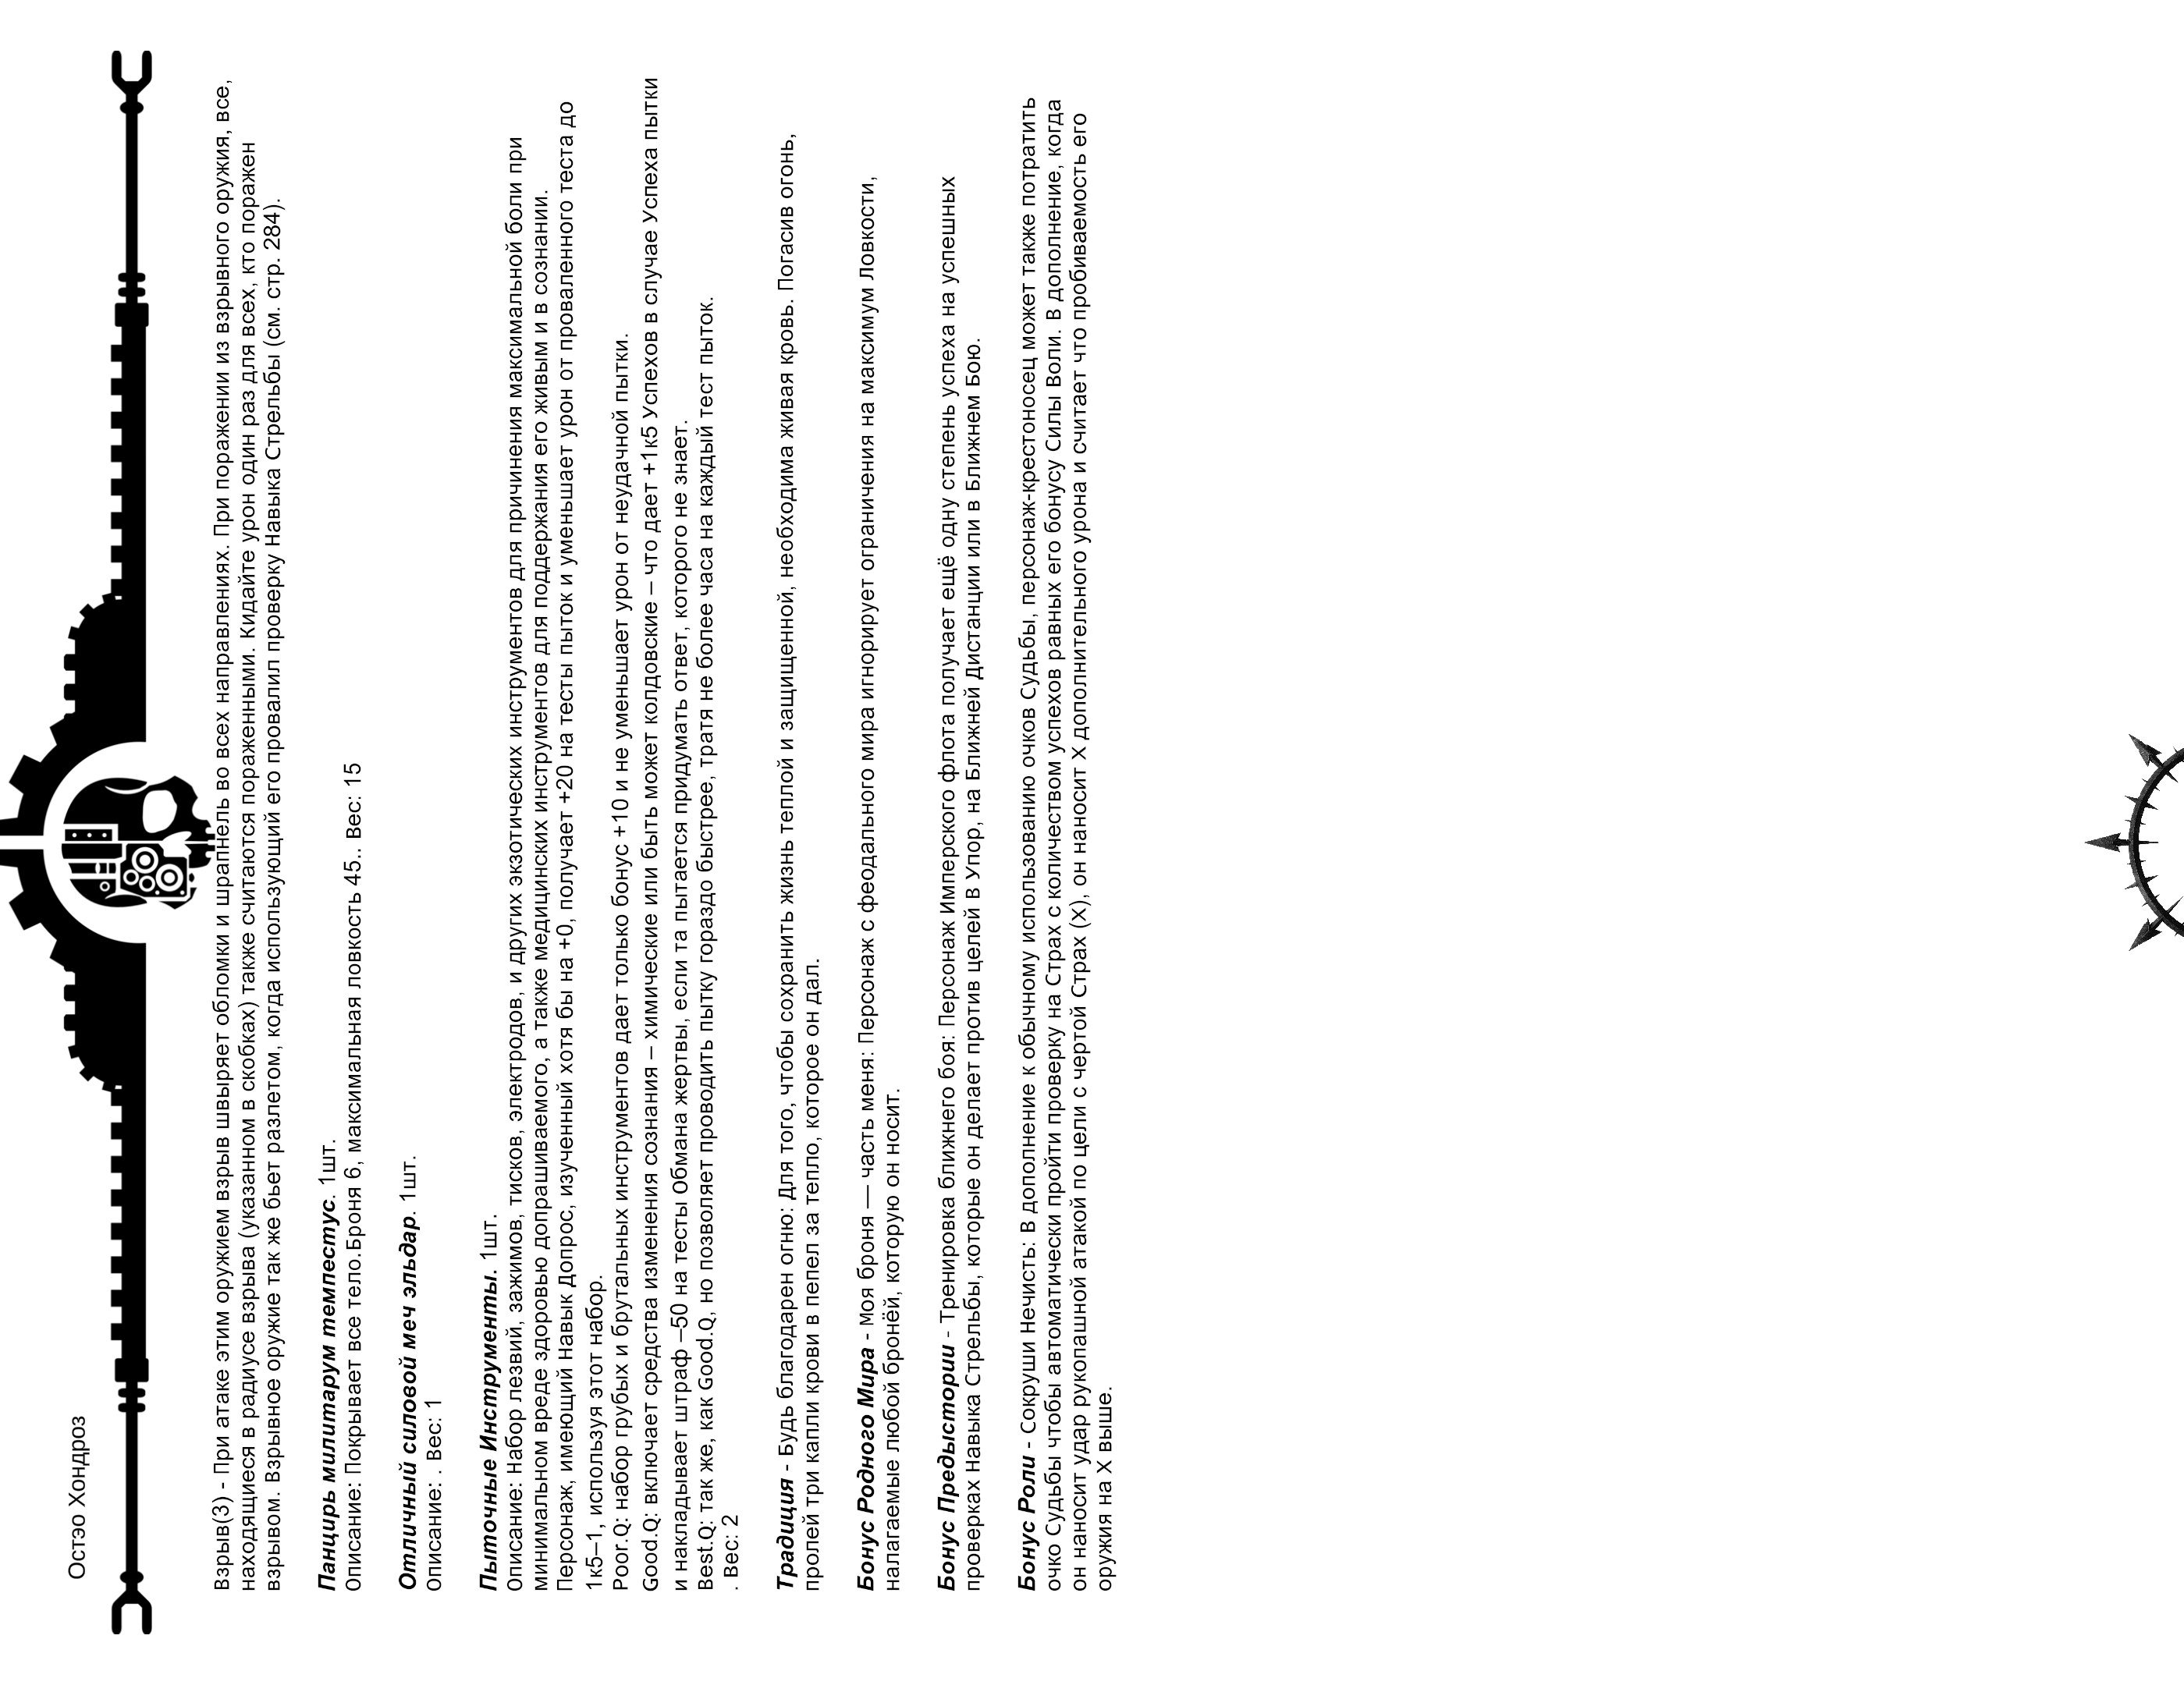 Остэо Хондроз
Взрыв(3) - При атаке этим оружием взрыв швыряет обломки и шрапнель во всех направлениях. При поражении из взрывного оружия, все,
находящиеся в радиусе взрыва (указанном в скобках) также считаются пораженными. Кидайте урон один раз для всех, кто поражен
взрывом. Взрывное оружие так же бьет разлетом, когда использующий его провалил проверку Навыка Стрельбы (см. стр. 284).
Панцирь милитарум темпестус. 1шт.
Описание: Покрывает все тело.Броня 6, максимальная ловкость 45.. Вес: 15
Отличный силовой меч эльдар. 1шт.
Описание: . Вес: 1
Пыточные Инструменты. 1шт.
Описание: Набор лезвий, зажимов, тисков, электродов, и других экзотических инструментов для причинения максимальной боли при
минимальном вреде здоровью допрашиваемого, а также медицинских инструментов для поддержания его живым и в сознании.
Персонаж, имеющий Навык Допрос, изученный хотя бы на +0, получает +20 на тесты пыток и уменьшает урон от проваленного теста до
1к5–1, используя этот набор.
Poor.Q: набор грубых и брутальных инструментов дает только бонус +10 и не уменьшает урон от неудачной пытки.
Good.Q: включает средства изменения сознания – химические или быть может колдовские – что дает +1к5 Успехов в случае Успеха пытки
и накладывает штраф –50 на тесты Обмана жертвы, если та пытается придумать ответ, которого не знает.
Best.Q: так же, как Good.Q, но позволяет проводить пытку гораздо быстрее, тратя не более часа на каждый тест пыток.
. Вес: 2
Традиция - Будь благодарен огню: Для того, чтобы сохранить жизнь теплой и защищенной, необходима живая кровь. Погасив огонь,
пролей три капли крови в пепел за тепло, которое он дал.
Бонус Родного Мира - Моя броня — часть меня: Персонаж с феодального мира игнорирует ограничения на максимум Ловкости,
налагаемые любой бронёй, которую он носит.
Бонус Предыстории - Тренировка ближнего боя: Персонаж Имперского флота получает ещё одну степень успеха на успешных
проверках Навыка Стрельбы, которые он делает против целей В Упор, на Ближней Дистанции или в Ближнем Бою.
Бонус Роли - Сокруши Нечисть: В дополнение к обычному использованию очков Судьбы, персонаж-крестоносец может также потратить
очко Судьбы чтобы автоматически пройти проверку на Страх с количеством успехов равных его бонусу Силы Воли. В дополнение, когда
он наносит удар рукопашной атакой по цели с чертой Страх (X), он наносит X дополнительного урона и считает что пробиваемость его
оружия на X выше.